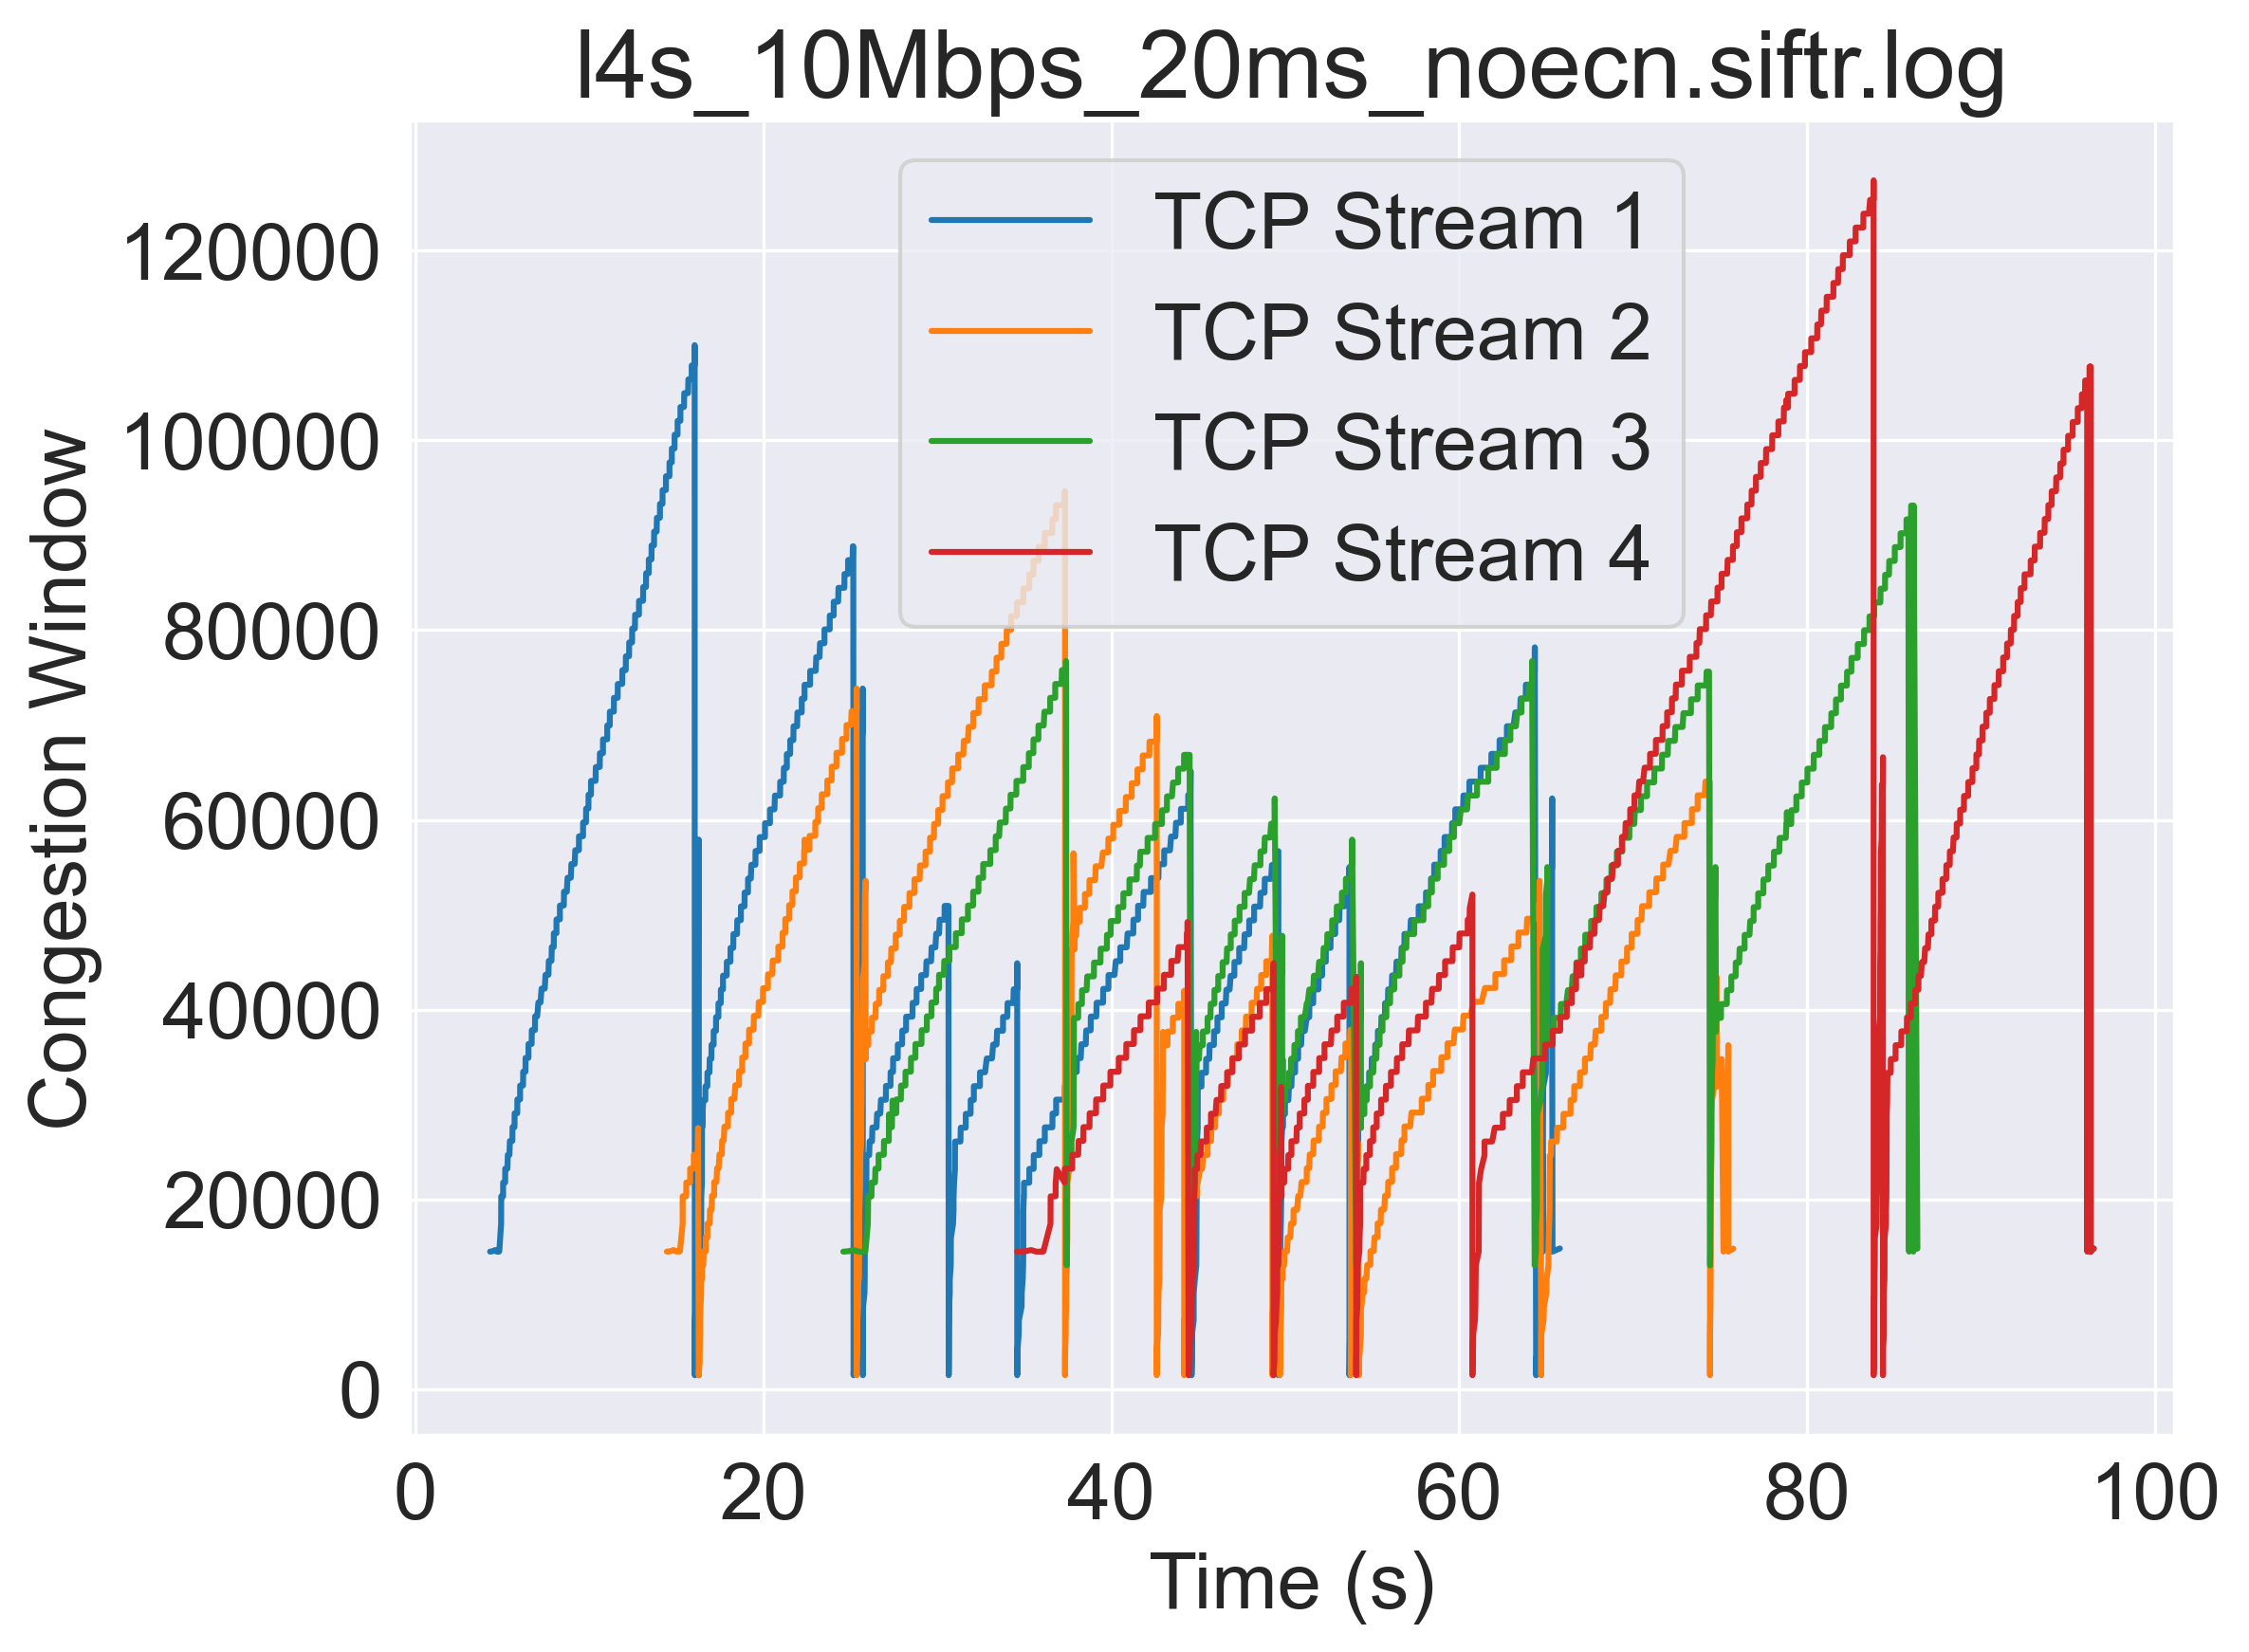 l4s_10Mbps_20ms_noecn.siftr.log
TCP Stream 1
TCP Stream 2
TCP Stream 3
TCP Stream 4
Congestion Window
120000
100000
80000
60000
40000
20000
0
0 20 40 60 80 100
Time (s)